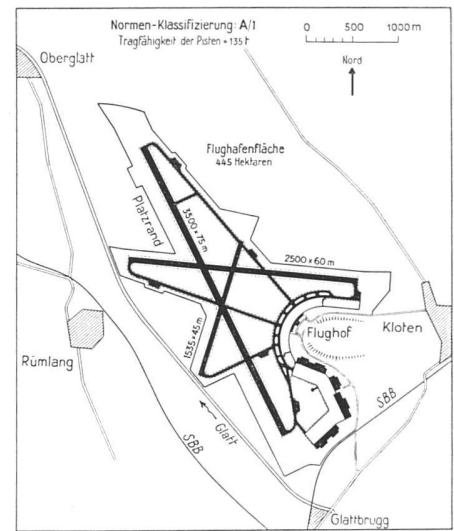 Normen-Klassifizierung: A/1
Tragfähigkeit der Pisten = 135 t
0 500 1000 m
Nord
Oberglatt
Flughafenfläche
445 Hektaren
Platzrand
3500 x 75 m
2500 x 60 m
1535 x 45 m
Flughof
Kloten
Rümlang
SBB
Glatt
SBB
Glattbrugg